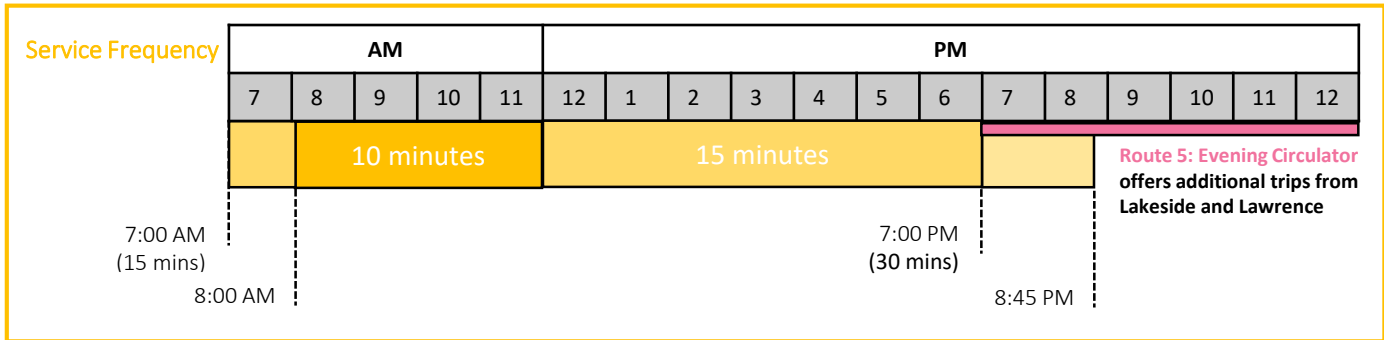 Service Frequency
AM PM
7 8 9 10 11 12 1 2 3 4 5 6 7 8 9 10 11 12
10 minutes 15 minutes
Route 5: Evening Circulator
offers additional trips from
Lakeside and Lawrence
7:00 AM
(15 mins)
8:00 AM
7:00 PM
(30 mins)
8:45 PM